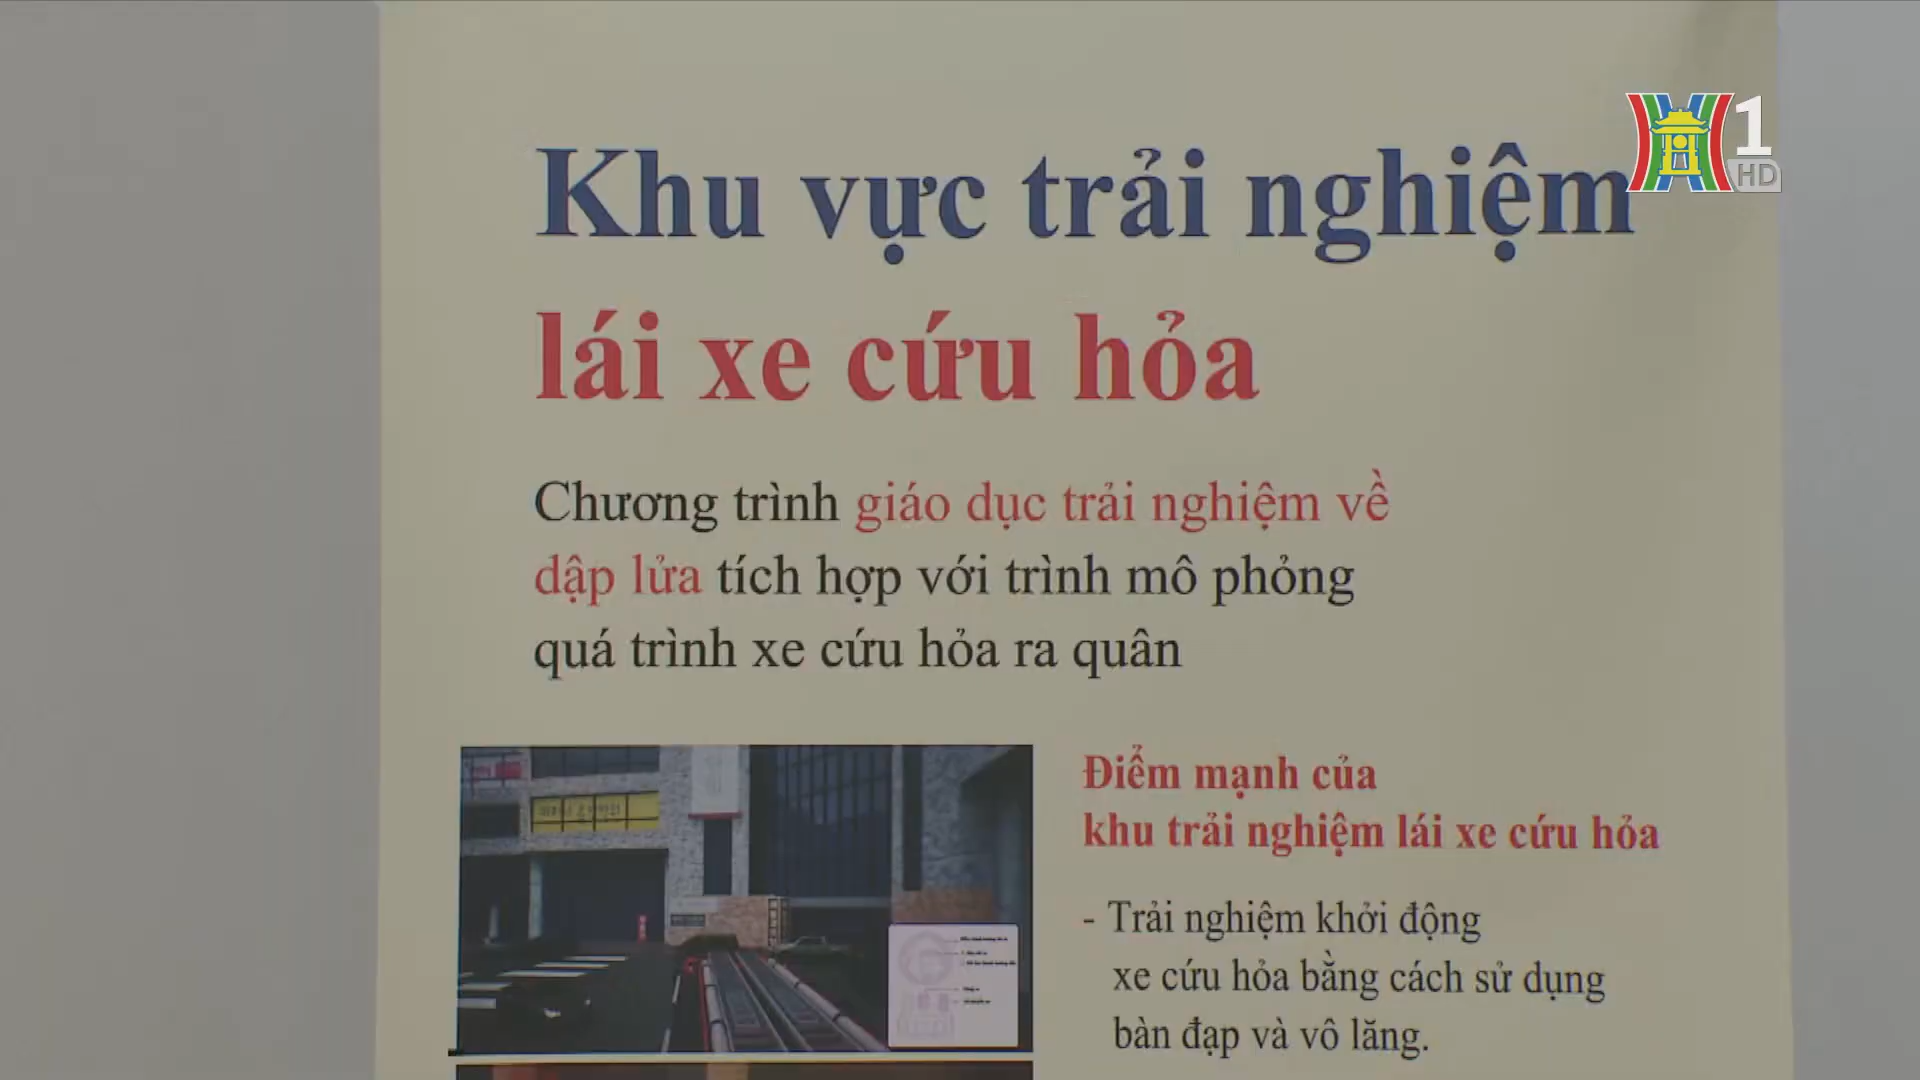 1
HD
Khu vực trải nghiệm
lái xe cứu hỏa
Chương trình giáo dục trải nghiệm về
dập lửa tích hợp với trình mô phỏng
quá trình xe cứu hỏa ra quân
Điểm mạnh của
khu trải nghiệm lái xe cứu hỏa
- Trải nghiệm khởi động
xe cứu hỏa bằng cách sử dụng
bàn đạp và vô lăng.